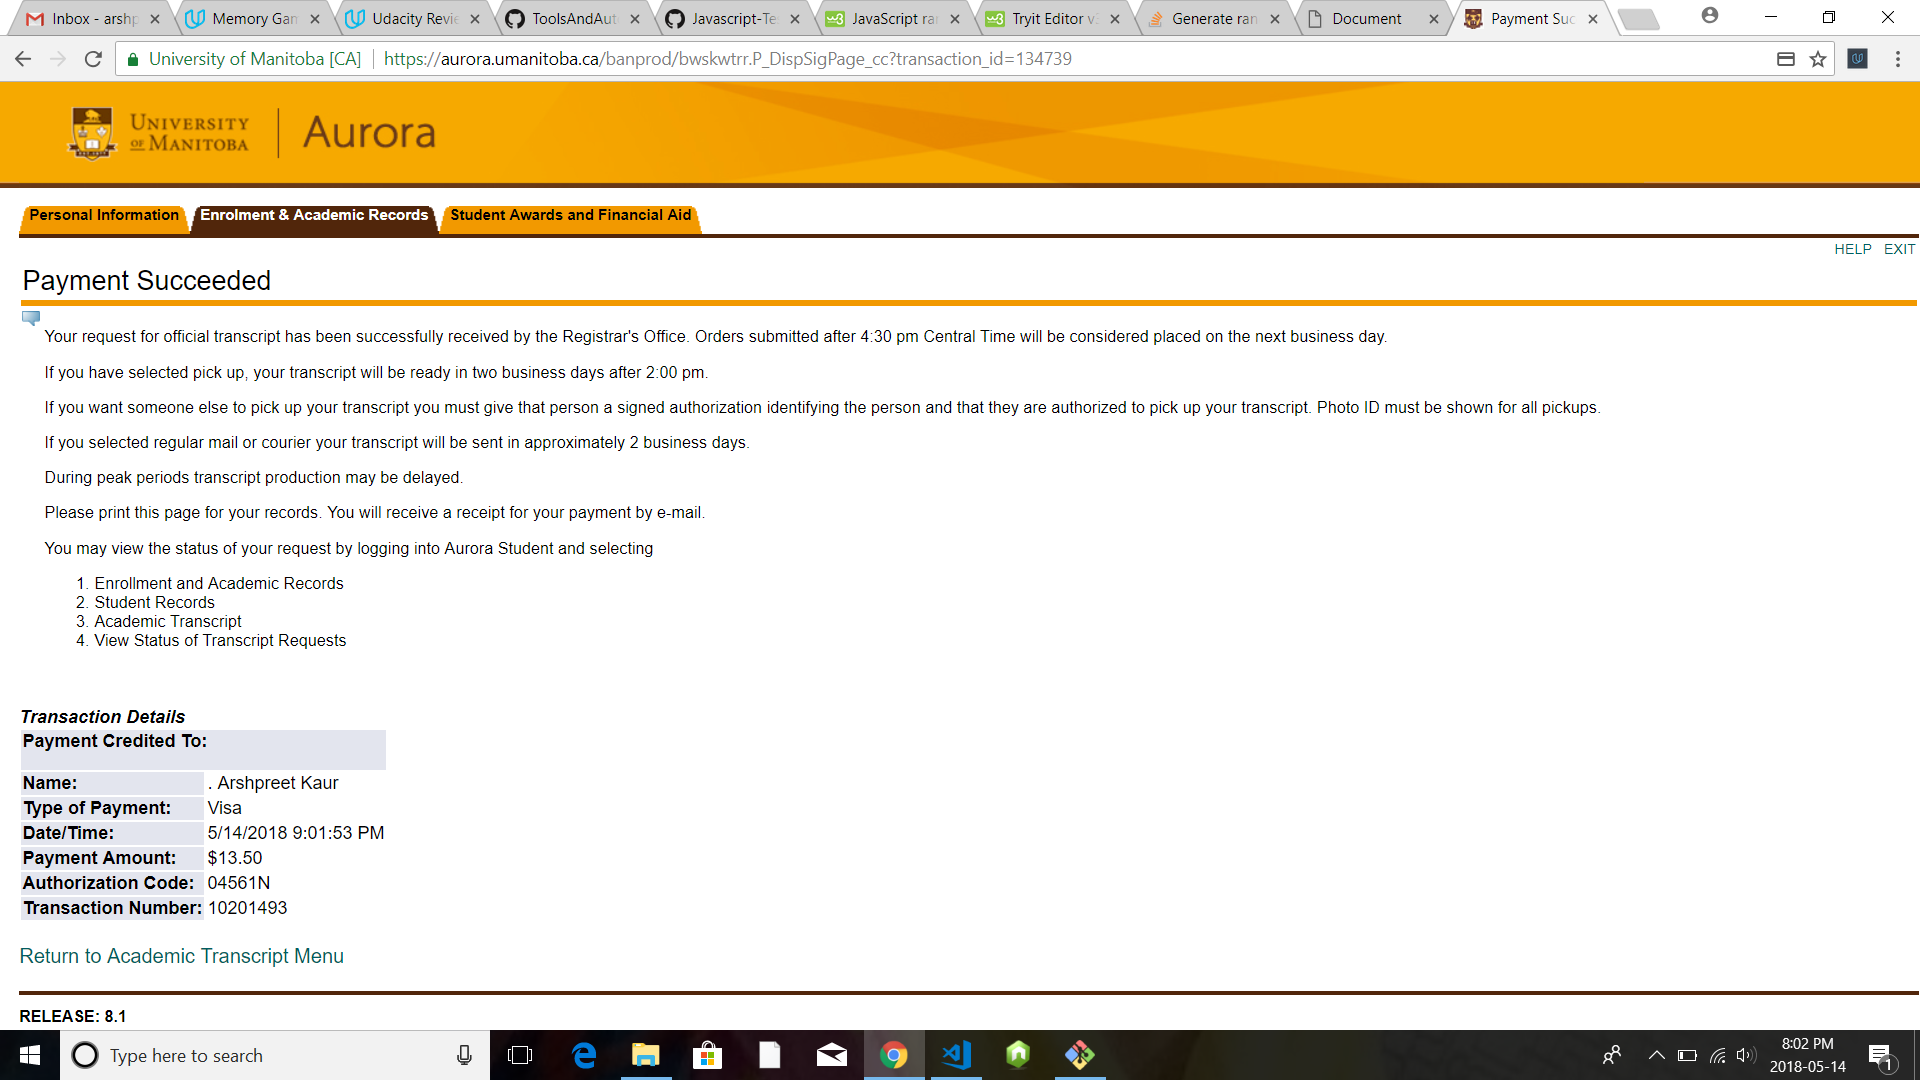 Inbox - arshp
Memory Gam
Udacity Revie
ToolsAndAut
Javascript-Te
JavaScript ra
Tryit Editor v3
Generate ran
Document
Payment Suc
University of Manitoba [CA]
https://aurora.umanitoba.ca/banprod/bwskwtrr.P_DispSigPage_cc?transaction_id=134739
UNIVERSITY
OF MANITOBA
Aurora
Personal Information
Enrolment & Academic Records
Student Awards and Financial Aid
HELP EXIT
Payment Succeeded
Your request for official transcript has been successfully received by the Registrar's Office. Orders submitted after 4:30 pm Central Time will be considered placed on the next business day.
If you have selected pick up, your transcript will be ready in two business days after 2:00 pm.
If you want someone else to pick up your transcript you must give that person a signed authorization identifying the person and that they are authorized to pick up your transcript. Photo ID must be shown for all pickups.
If you selected regular mail or courier your transcript will be sent in approximately 2 business days.
During peak periods transcript production may be delayed.
Please print this page for your records. You will receive a receipt for your payment by e-mail.
You may view the status of your request by logging into Aurora Student and selecting
1. Enrollment and Academic Records
2. Student Records
3. Academic Transcript
4. View Status of Transcript Requests
Transaction Details
Payment Credited To:
Name: . Arshpreet Kaur
Type of Payment: Visa
Date/Time: 5/14/2018 9:01:53 PM
Payment Amount: $13.50
Authorization Code: 04561N
Transaction Number: 10201493
Return to Academic Transcript Menu
RELEASE: 8.1
Type here to search
8:02 PM
2018-05-14
1